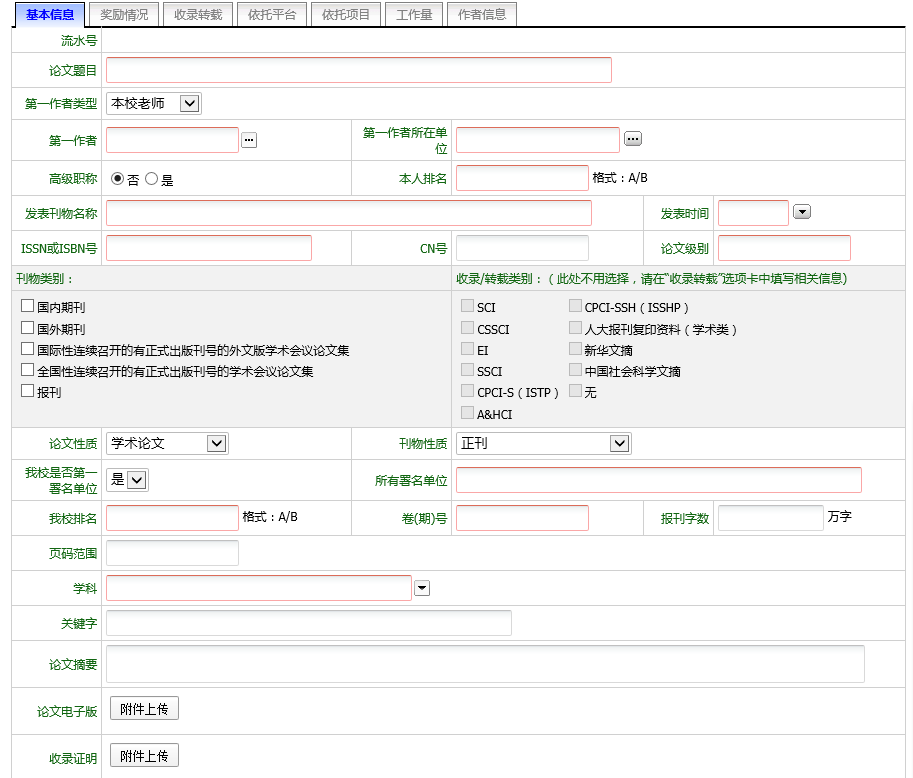 基本信息 奖励情况 收录转载 依托平台 依托项目 工作量 作者信息
流水号
论文题目
第一作者类型 本校老师
第一作者 ... 第一作者所在单
位 ...
高级职称 否 是 本人排名 格式：A/B
发表刊物名称 发表时间
ISSN或ISBN号 CN号 论文级别
刊物类别： 收录/转载类别：（此处不用选择，请在“收录转载”选项卡中填写相关信息）
国内期刊 SCI CPCI-SSH（ISSHP）
国外期刊 CSSCI 人大报刊复印资料（学术类）
国际性连续召开的有正式出版刊号的外文版学术会议论文集 EI 新华文摘
全国性连续召开的有正式出版刊号的学术会议论文集 SSCI 中国社会科学文摘
报刊 CPCI-S（ISTP） 无
A&HCI
论文性质 学术论文 刊物性质 正刊
我校是否第一
署名单位 是 所有署名单位
我校排名 格式：A/B 卷(期)号 报刊字数 万字
页码范围
学科
关键字
论文摘要
论文电子版 附件上传
收录证明 附件上传